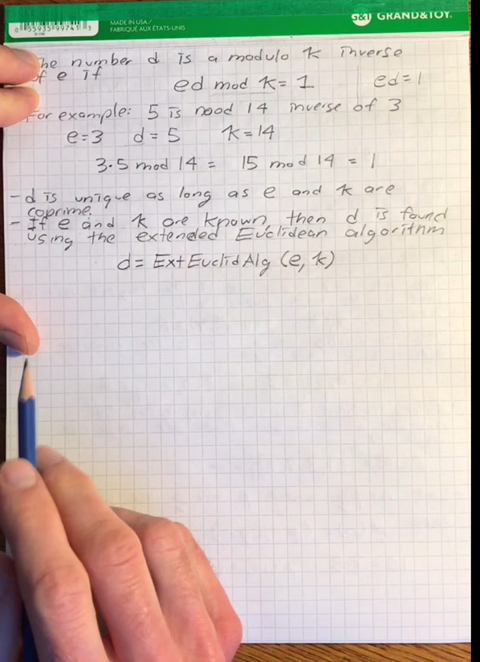 MADE IN USA /
FABRIQUÉ AUX ÉTATS-UNIS
GRAND&TOY.
he number d is a modulo k inverse
of e if
ed mod k = 1 ed = 1
For example: 5 is mod 14 inverse of 3
e = 3 d = 5 k = 14
3·5 mod 14 = 15 mod 14 = 1
- d is unique as long as e and k are
coprime.
- If e and k are known then d is found
using the extended Euclidean algorithm
d = ExtEuclidAlg (e, k)